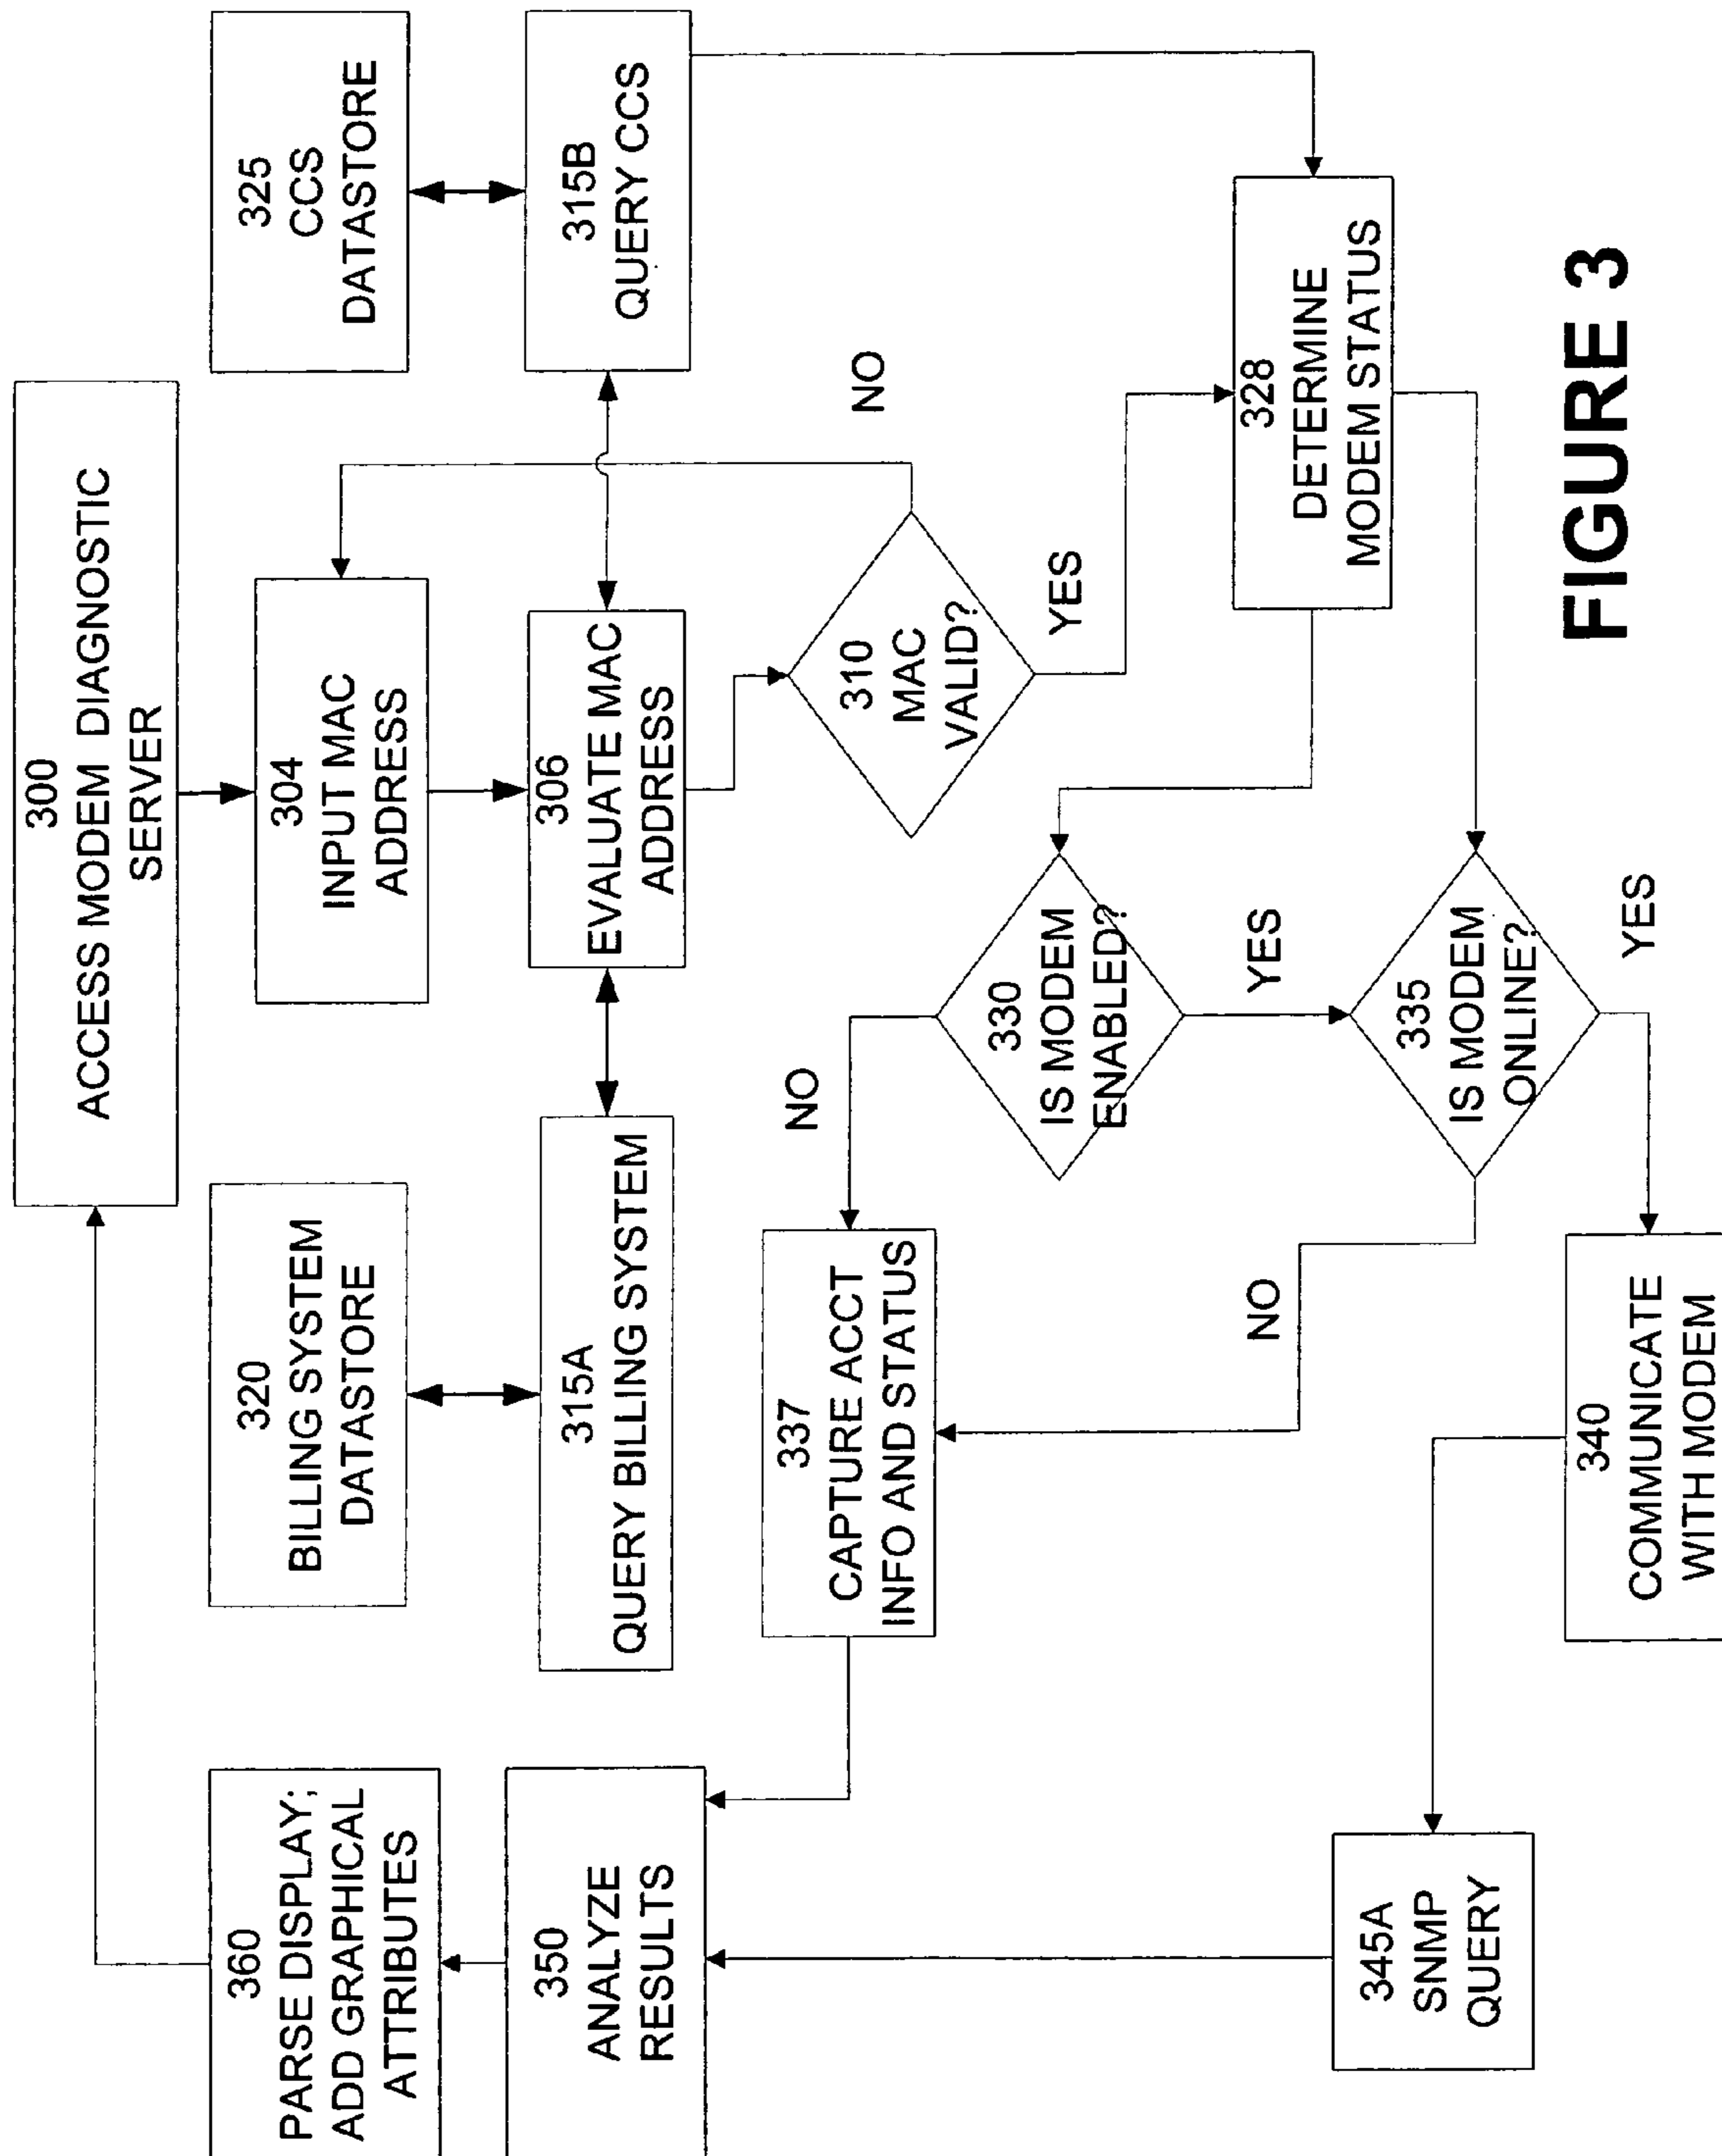 300
ACCESS MODEM DIAGNOSTIC
SERVER
360
PARSE DISPLAY;
ADD GRAPHICAL
ATTRIBUTES
320
BILLING SYSTEM
DATASTORE
304
INPUT MAC
ADDRESS
325
CCS
DATASTORE
350
ANALYZE
RESULTS
315A
QUERY BILLING SYSTEM
306
EVALUATE MAC
ADDRESS
315B
QUERY CCS
337
CAPTURE ACCT
INFO AND STATUS
NO
310
MAC
VALID?
NO
YES
330
IS MODEM
ENABLED?
328
DETERMINE
MODEM STATUS
YES
NO
345A
SNMP
QUERY
335
IS MODEM
ONLINE?
YES
340
COMMUNICATE
WITH MODEM
FIGURE 3